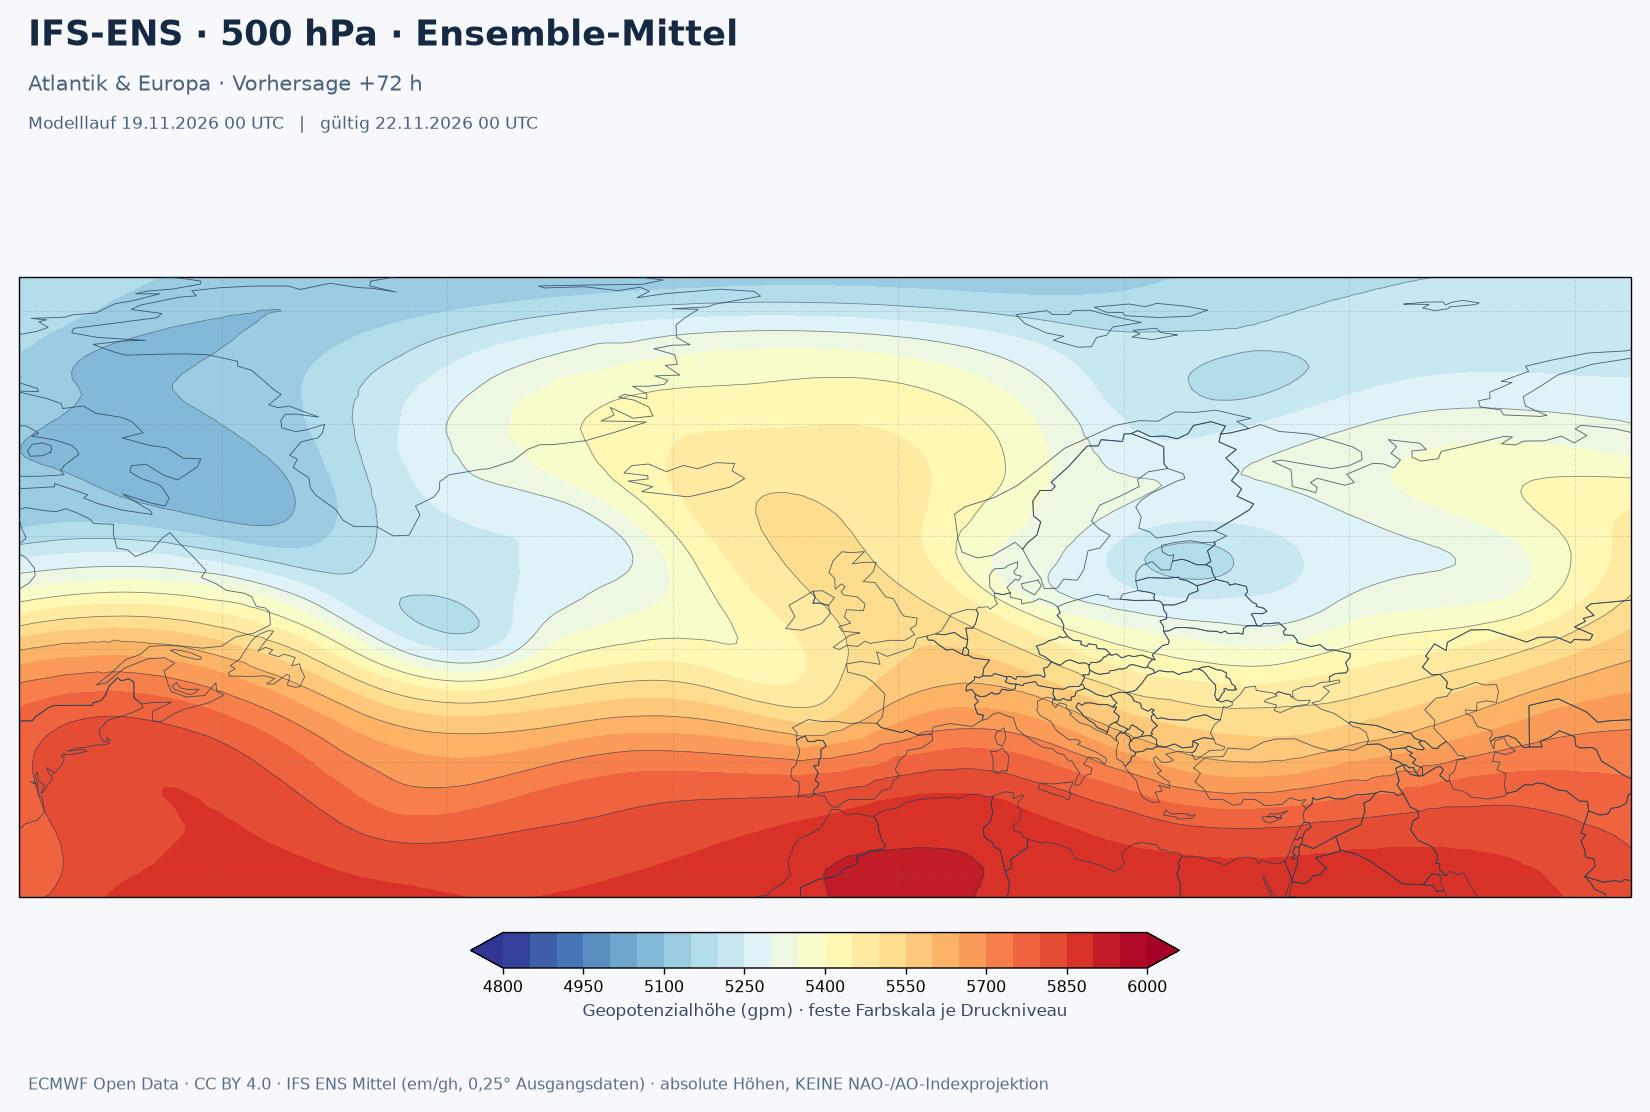 IFS-ENS · 500 hPa · Ensemble-Mittel
Atlantik & Europa · Vorhersage +72 h
Modelllauf 19.11.2026 00 UTC | gültig 22.11.2026 00 UTC
4800 4950 5100 5250 5400 5550 5700 5850 6000
Geopotenzialhöhe (gpm) · feste Farbskala je Druckniveau
ECMWF Open Data · CC BY 4.0 · IFS ENS Mittel (em/gh, 0,25° Ausgangsdaten) · absolute Höhen, KEINE NAO-/AO-Indexprojektion